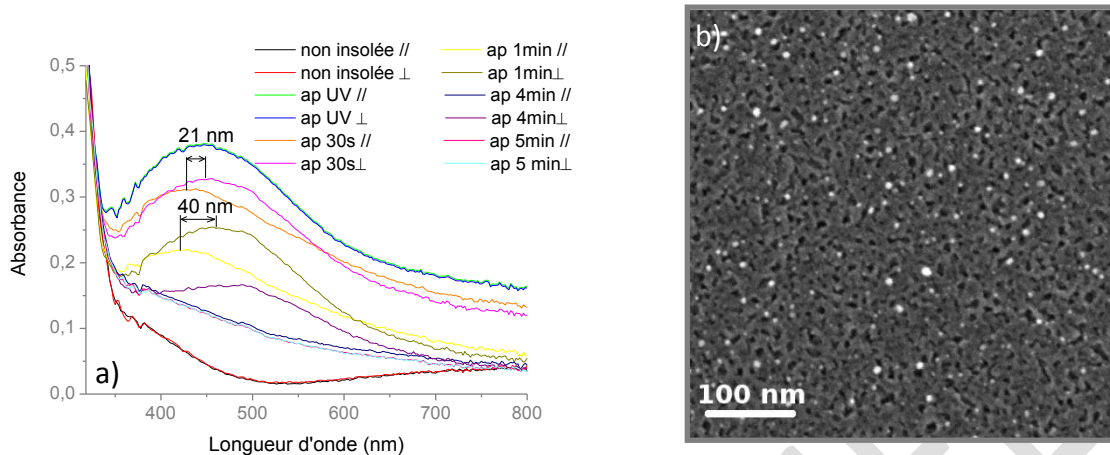 non insolée //
non insolée ⊥
ap UV //
ap UV ⊥
ap 30s //
ap 30s⊥
ap 1min //
ap 1min⊥
ap 4min //
ap 4min⊥
ap 5min //
ap 5 min⊥
21 nm
40 nm
0,5
0,4
0,3
0,2
0,1
0,0
Absorbance
a)
400 500 600 700 800
Longueur d'onde (nm)
b)
100 nm